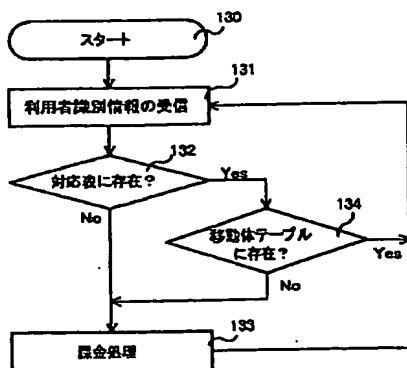 スタート
130
131
利用者識別情報の受信
132
対応表に存在?
Yes
No
134
移動体テーブル
に存在?
Yes
No
133
課金処理